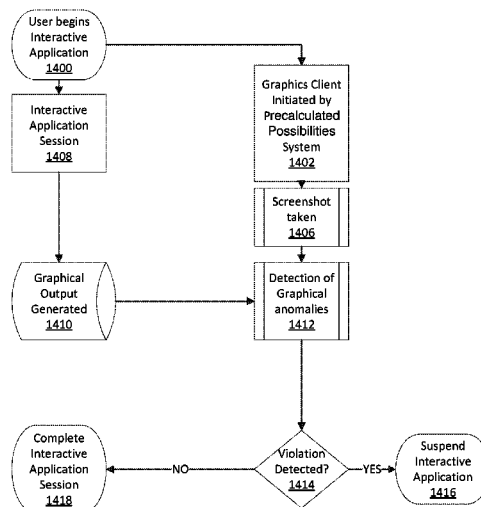 User begins
Interactive
Application
1400
Interactive
Application
Session
1408
Graphics Client
Initiated by
Precalculated
Possibilities
System
1402
Screenshot
taken
1406
Graphical
Output
Generated
1410
Detection of
Graphical
anomalies
1412
Violation
Detected?
1414
NO
YES
Complete
Interactive
Application
Session
1418
Suspend
Interactive
Application
1416